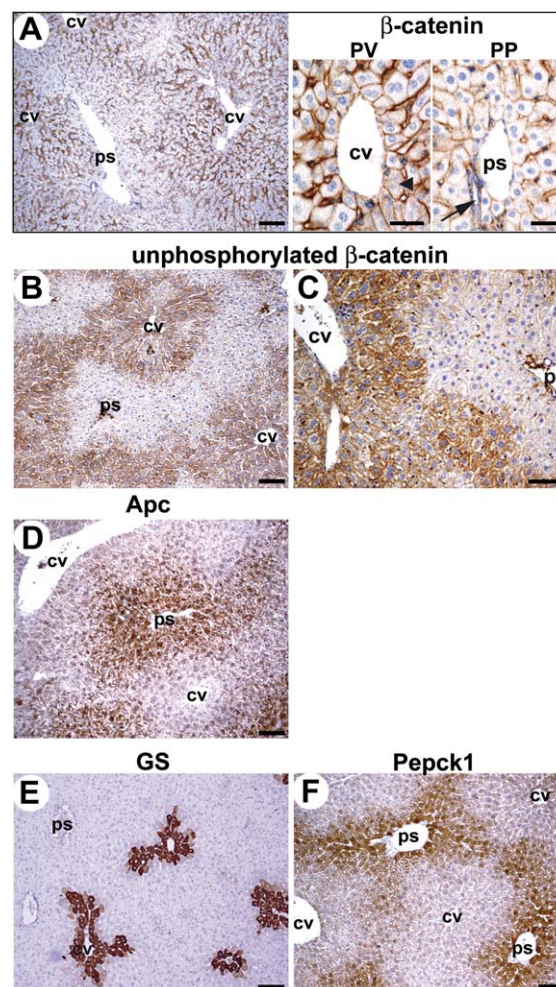 A
β-catenin
PV
PP
cv
cv
ps
cv
cv
ps
unphosphorylated β-catenin
B
cv
ps
cv
C
cv
p
Apc
D
cv
ps
cv
GS
Pepck1
E
ps
cv
F
cv
ps
cv
cv
ps